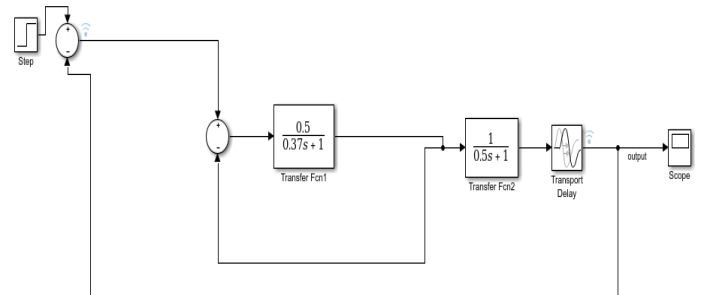 Step
+
-
+
-
0.5
0.37s + 1
Transfer Fcn1
1
0.5s + 1
Transfer Fcn2
Transport
Delay
output
Scope